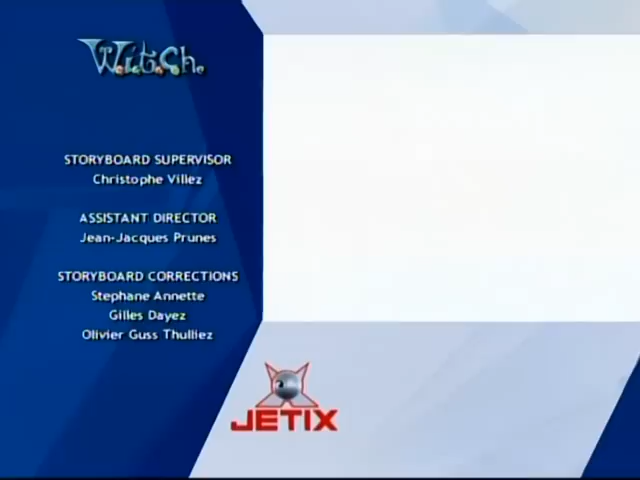 W.i.t.c.h.
STORYBOARD SUPERVISOR
Christophe Villez
ASSISTANT DIRECTOR
Jean-Jacques Prunes
STORYBOARD CORRECTIONS
Stephane Annette
Gilles Dayez
Olivier Guss Thulliez
JETIX